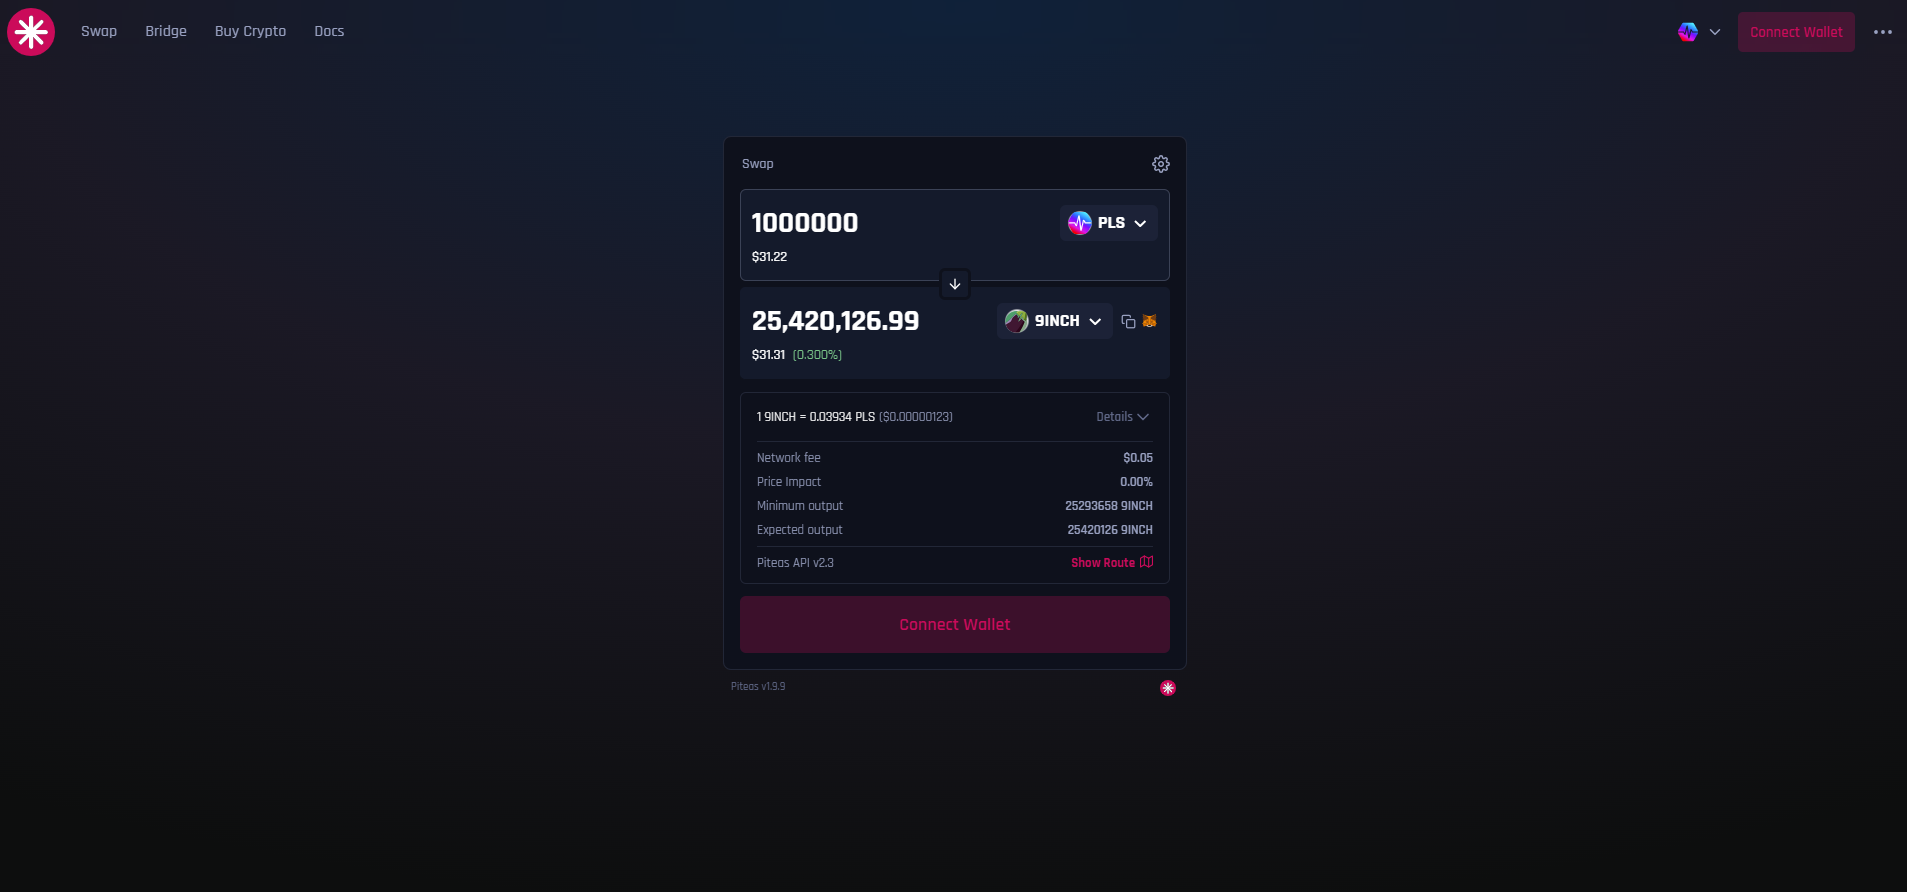 Swap Bridge Buy Crypto Docs Connect Wallet
Swap
1000000 PLS
$31.22
25,420,126.99 9INCH
$31.31 (0.300%)
1 9INCH = 0.03934 PLS ($0.00000123) Details
Network fee $0.05
Price Impact 0.00%
Minimum output 25293658 9INCH
Expected output 25420126 9INCH
Piteas API v2.3 Show Route
Connect Wallet
Piteas v1.9.9